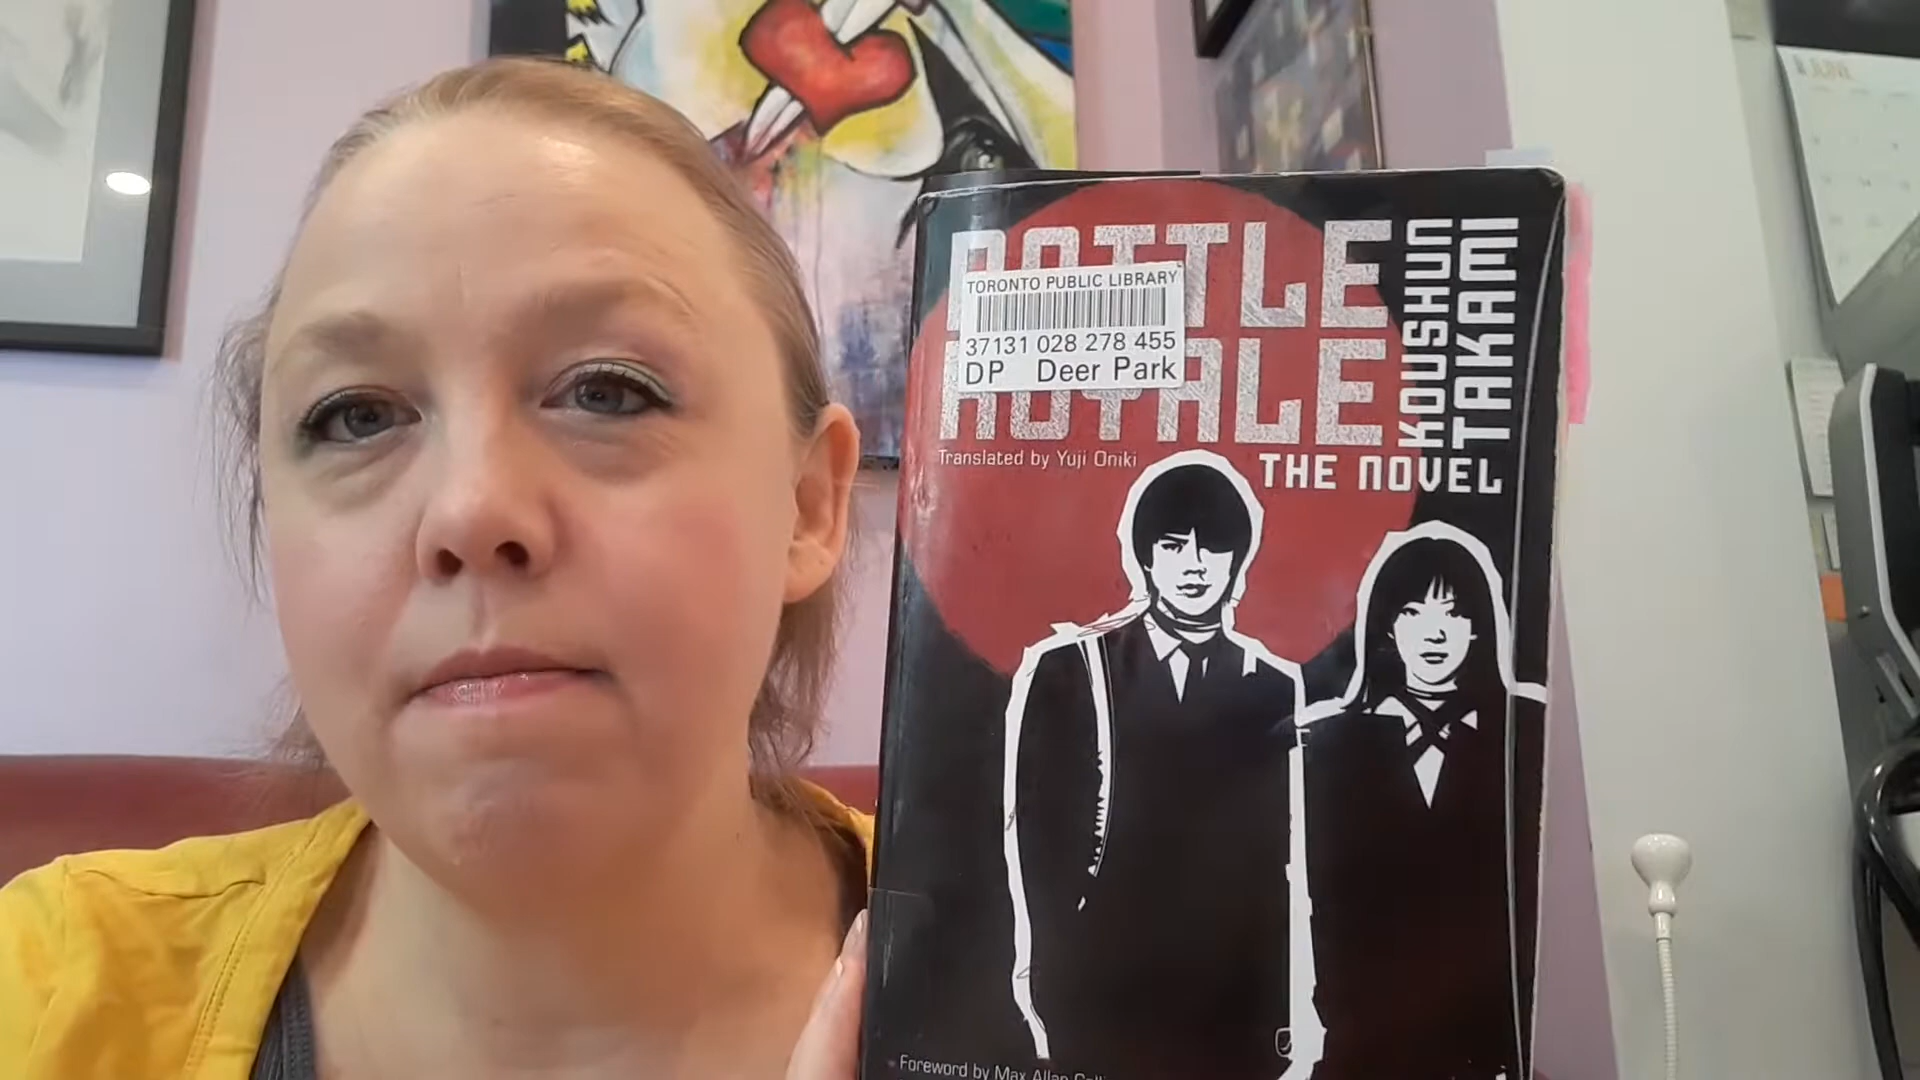 JUNE
BATTLE
TORONTO PUBLIC LIBRARY
37131 028 278 455
DP Deer Park
ROYALE
KOUSHUN
TAKAMI
Translated by Yuji Oniki
THE NOVEL
Foreword by Max Allan